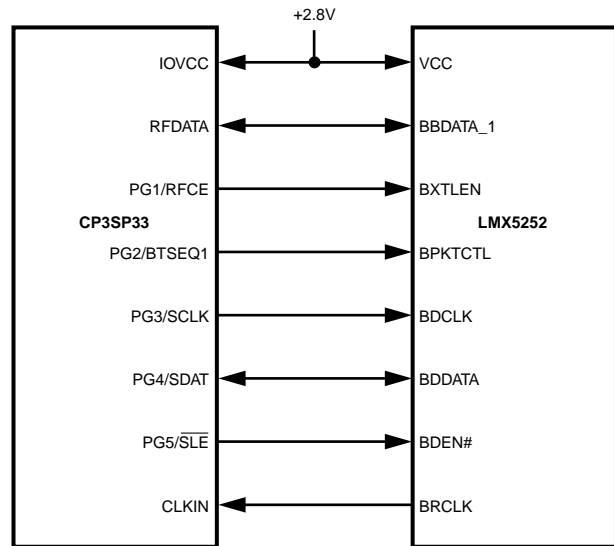 +2.8V
IOVCC VCC
RFDATA BBDATA_1
PG1/RFCE BXTLEN
CP3SP33 LMX5252
PG2/BTSEQ1 BPKTCTL
PG3/SCLK BDCLK
PG4/SDAT BDDATA
PG5/SLE BDEN#
CLKIN BRCLK